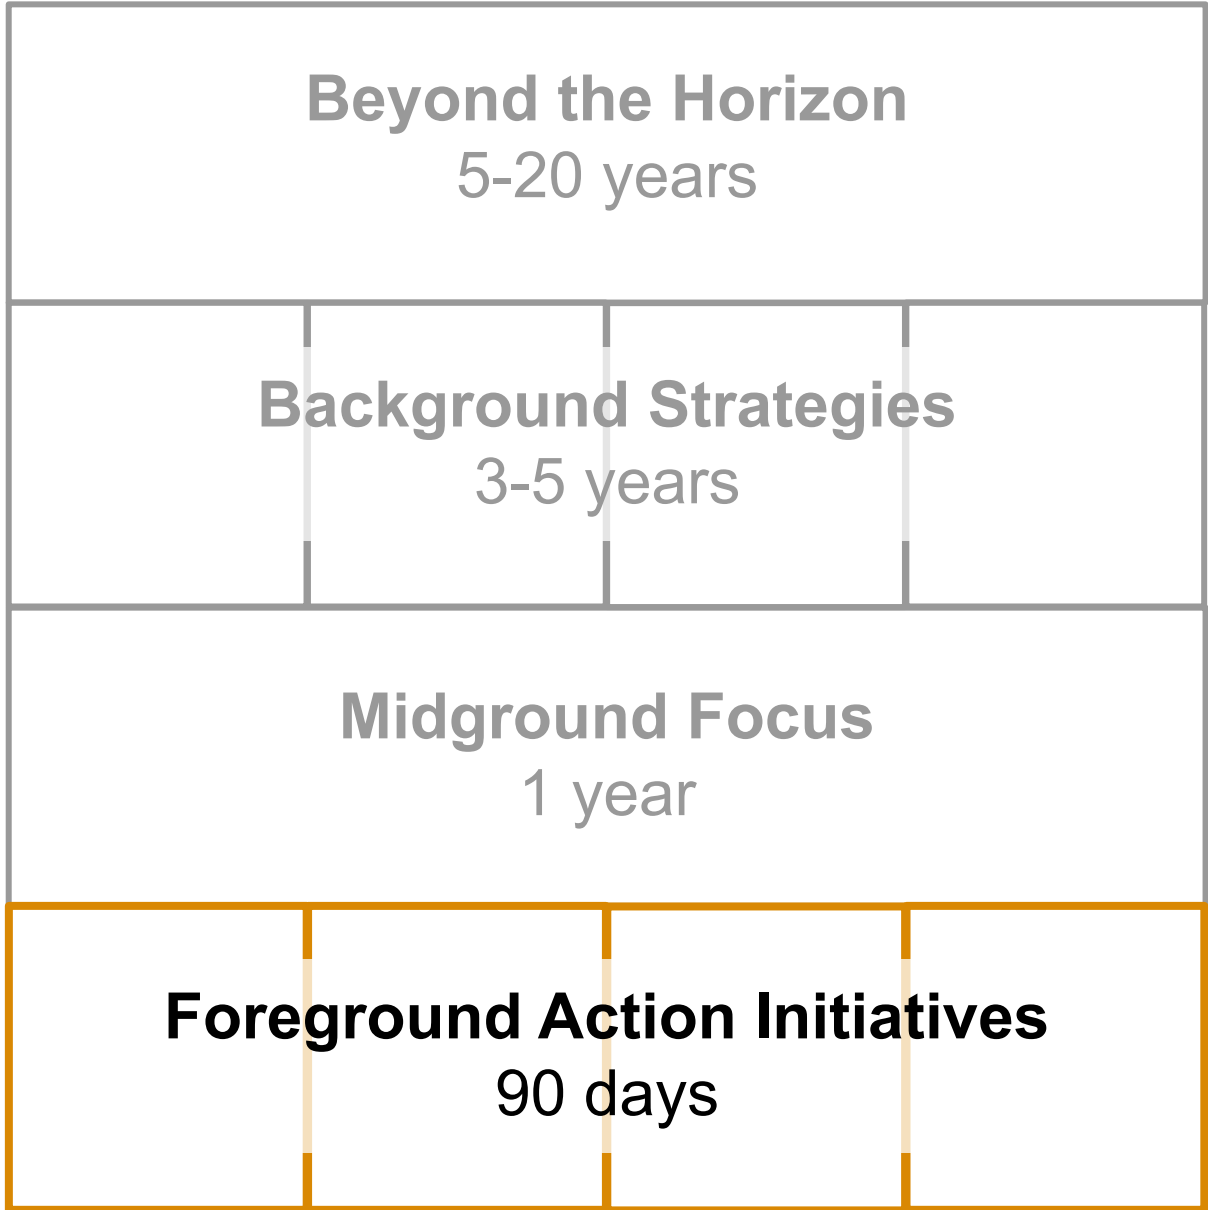 Beyond the Horizon
5-20 years
Background Strategies
3-5 years
Midground Focus
1 year
Foreground Action Initiatives
90 days